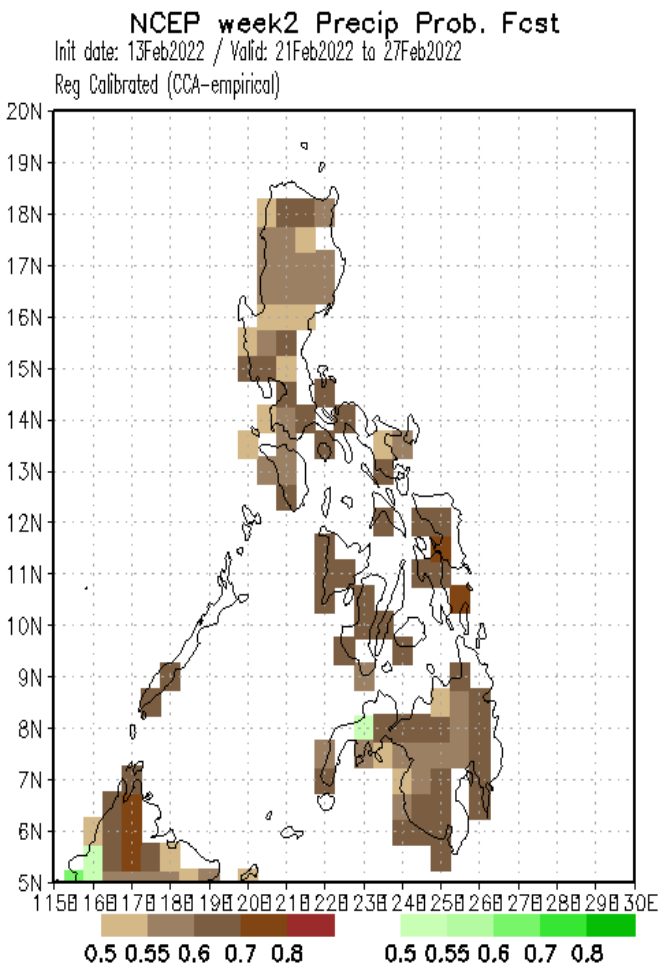 NCEP week2 Precip Prob. Fcst
Init date: 13Feb2022 / Valid: 21Feb2022 to 27Feb2022
Reg Calibrated (CCA-empirical)
20N
19N
18N
17N
16N
15N
14N
13N
12N
11N
10N
9N
8N
7N
6N
5N
115E 116E 117E 118E 119E 120E 121E 122E 123E 124E 125E 126E 127E 128E 129E 130E
0.5 0.55 0.6 0.7 0.8 0.5 0.55 0.6 0.7 0.8